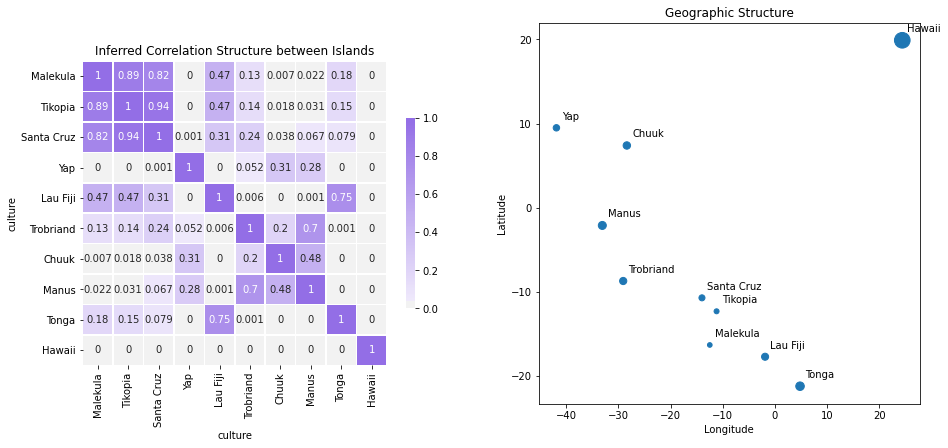 Inferred Correlation Structure between Islands
Malekula 1 0.89 0.82 0 0.47 0.13 0.007 0.022 0.18 0
Tikopia 0.89 1 0.94 0 0.47 0.14 0.018 0.031 0.15 0
Santa Cruz 0.82 0.94 1 0.001 0.31 0.24 0.038 0.067 0.079 0
Yap 0 0 0.001 1 0 0.052 0.31 0.28 0 0
Lau Fiji 0.47 0.47 0.31 0 1 0.006 0 0.001 0.75 0
Trobriand 0.13 0.14 0.24 0.052 0.006 1 0.2 0.7 0.001 0
Chuuk 0.007 0.018 0.038 0.31 0 0.2 1 0.48 0 0
Manus 0.022 0.031 0.067 0.28 0.001 0.7 0.48 1 0 0
Tonga 0.18 0.15 0.079 0 0.75 0.001 0 0 1 0
Hawaii 0 0 0 0 0 0 0 0 0 1
culture
Malekula
Tikopia
Santa Cruz
Yap
Lau Fiji
Trobriand
Chuuk
Manus
Tonga
Hawaii
culture
1.0
0.8
0.6
0.4
0.2
0.0
Geographic Structure
Hawaii
Yap
Chuuk
Manus
Trobriand
Santa Cruz
Tikopia
Malekula
Lau Fiji
Tonga
20
10
0
−10
−20
Latitude
−40 −30 −20 −10 0 10 20
Longitude